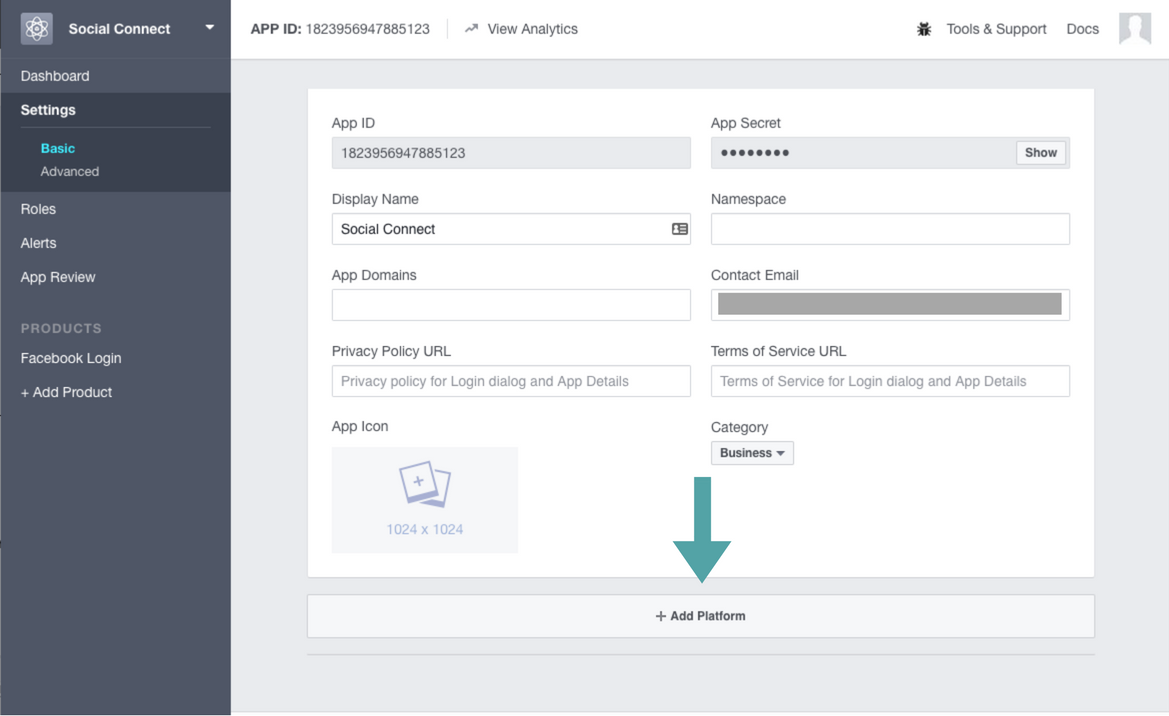 Social Connect
APP ID: 1823956947885123
View Analytics
Tools & Support
Docs
Dashboard
Settings
Basic
Advanced
Roles
Alerts
App Review
PRODUCTS
Facebook Login
+ Add Product
App ID
1823956947885123
App Secret
••••••••
Show
Display Name
Social Connect
Namespace
App Domains
Contact Email
Privacy Policy URL
Privacy policy for Login dialog and App Details
Terms of Service URL
Terms of Service for Login dialog and App Details
App Icon
1024 x 1024
Category
Business
+ Add Platform